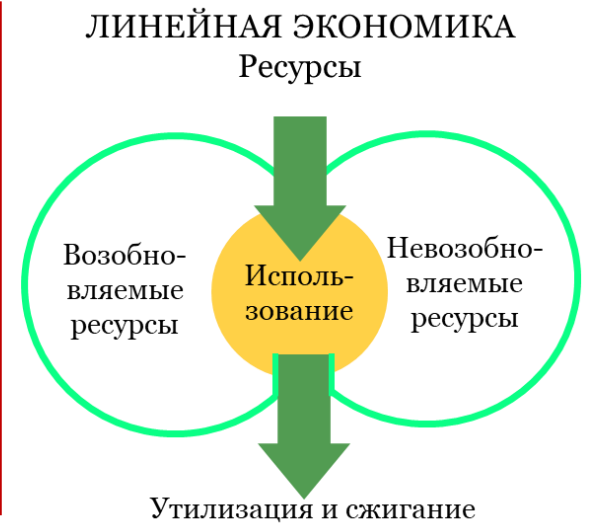 ЛИНЕЙНАЯ ЭКОНОМИКА
Ресурсы
Возобно-
вляемые
ресурсы
Исполь-
зование
Невозобно-
вляемые
ресурсы
Утилизация и сжигание